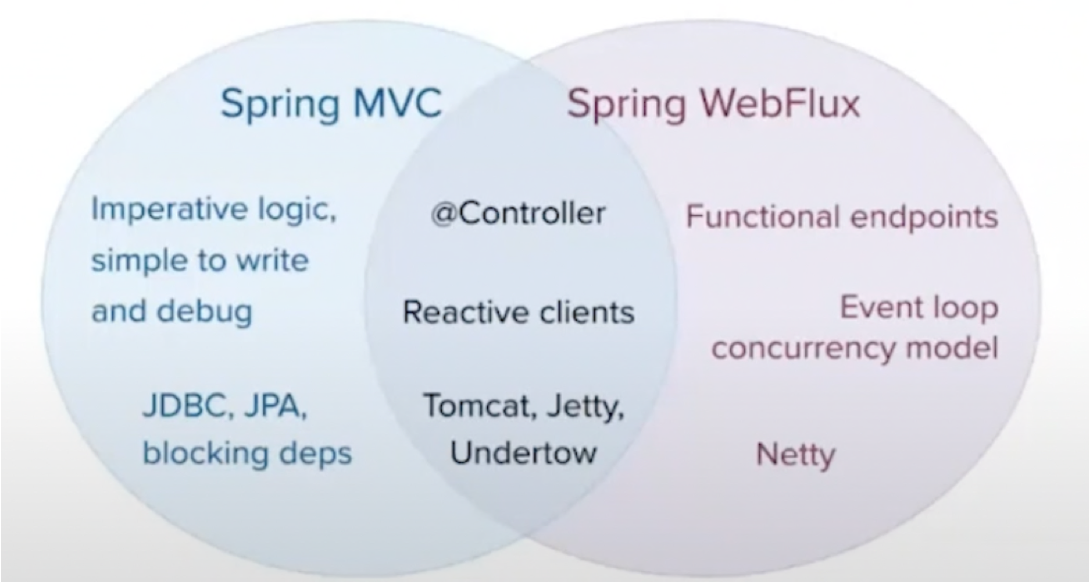 Spring MVC
Spring WebFlux
Imperative logic,
simple to write
and debug
JDBC, JPA,
blocking deps
@Controller
Reactive clients
Tomcat, Jetty,
Undertow
Functional endpoints
Event loop
concurrency model
Netty